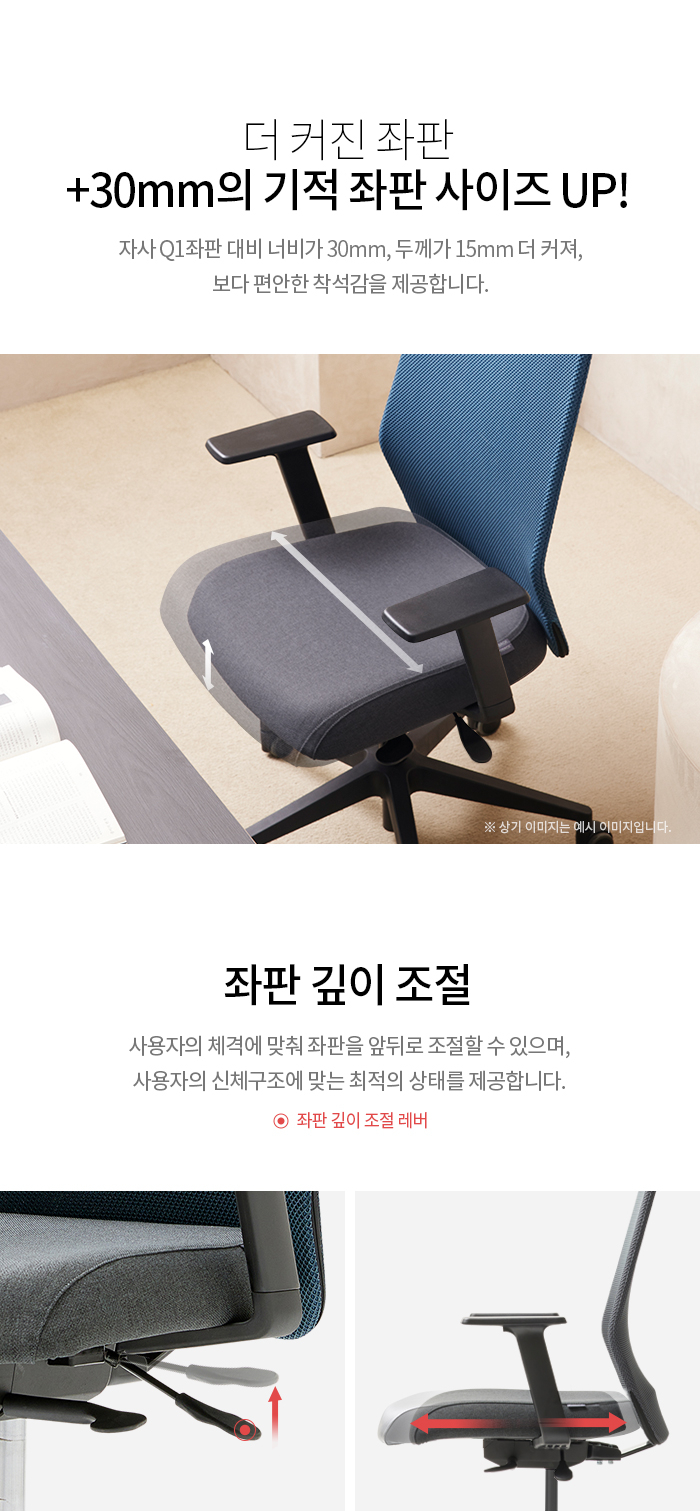 더 커진 좌판
+30mm의 기적 좌판 사이즈 UP!
자사 Q1좌판 대비 너비가 30mm, 두께가 15mm 더 커져,
보다 편안한 착석감을 제공합니다.
※ 상기 이미지는 예시 이미지입니다.
좌판 깊이 조절
사용자의 체격에 맞춰 좌판을 앞뒤로 조절할 수 있으며,
사용자의 신체구조에 맞는 최적의 상태를 제공합니다.
좌판 깊이 조절 레버